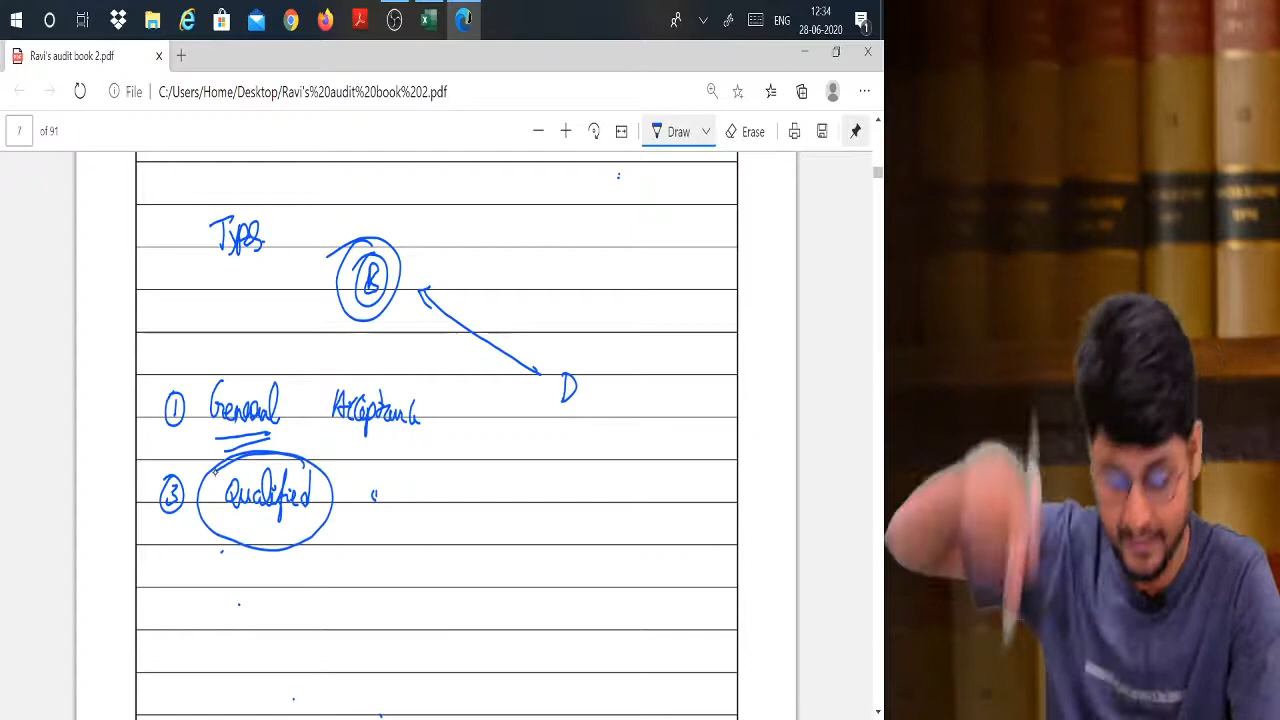 12:34
ENG
28-06-2020
1
Ravi's audit book 2.pdf
File C:/Users/Home/Desktop/Ravi's%20audit%20book%202.pdf
7 of 91
Draw Erase
Types
B
D
① General Acceptance
③ Qualified "